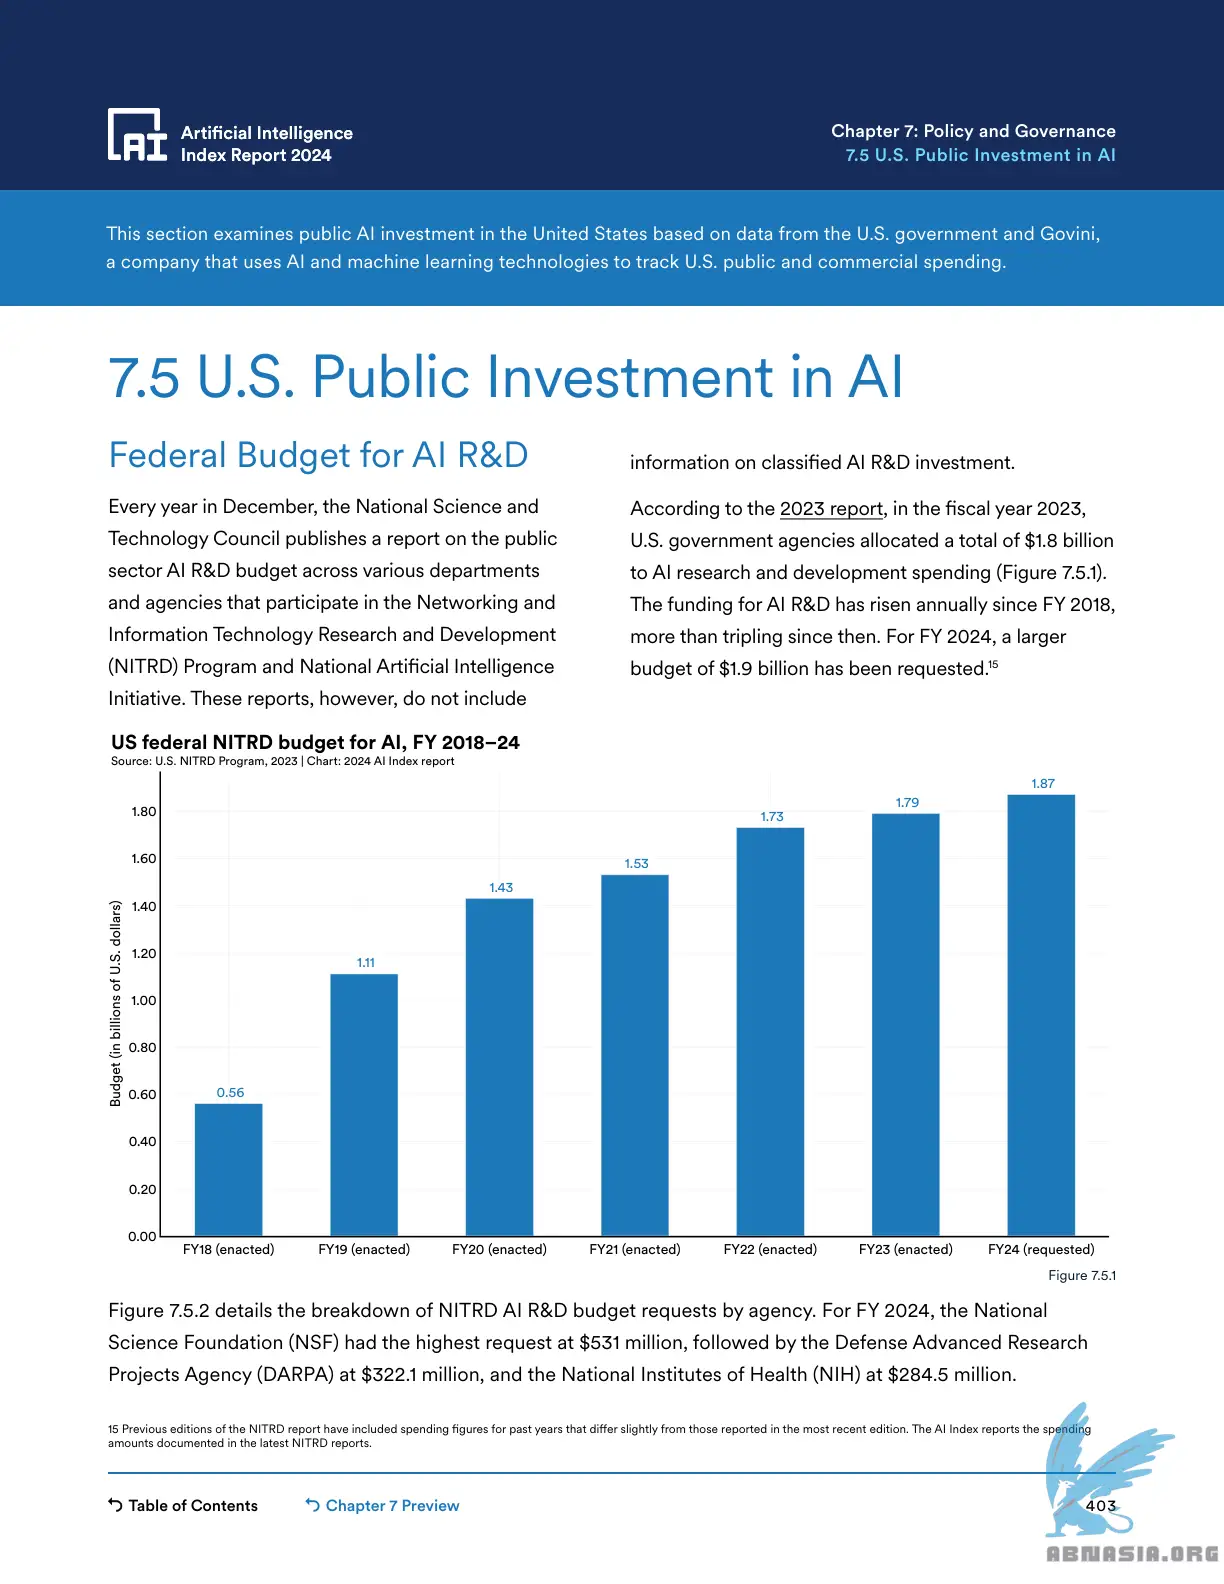 Artificial Intelligence
Index Report 2024
Chapter 7: Policy and Governance
7.5 U.S. Public Investment in AI
This section examines public AI investment in the United States based on data from the U.S. government and Govini,
a company that uses AI and machine learning technologies to track U.S. public and commercial spending.
7.5 U.S. Public Investment in AI
Federal Budget for AI R&D
Every year in December, the National Science and
Technology Council publishes a report on the public
sector AI R&D budget across various departments
and agencies that participate in the Networking and
Information Technology Research and Development
(NITRD) Program and National Artificial Intelligence
Initiative. These reports, however, do not include
information on classified AI R&D investment.
According to the 2023 report, in the fiscal year 2023,
U.S. government agencies allocated a total of $1.8 billion
to AI research and development spending (Figure 7.5.1).
The funding for AI R&D has risen annually since FY 2018,
more than tripling since then. For FY 2024, a larger
budget of $1.9 billion has been requested.15
US federal NITRD budget for AI, FY 2018–24
Source: U.S. NITRD Program, 2023 | Chart: 2024 AI Index report
Budget (in billions of U.S. dollars)
1.80
1.60
1.40
1.20
1.00
0.80
0.60
0.40
0.20
0.00
0.56
1.11
1.43
1.53
1.73
1.79
1.87
FY18 (enacted)
FY19 (enacted)
FY20 (enacted)
FY21 (enacted)
FY22 (enacted)
FY23 (enacted)
FY24 (requested)
Figure 7.5.1
Figure 7.5.2 details the breakdown of NITRD AI R&D budget requests by agency. For FY 2024, the National
Science Foundation (NSF) had the highest request at $531 million, followed by the Defense Advanced Research
Projects Agency (DARPA) at $322.1 million, and the National Institutes of Health (NIH) at $284.5 million.
15 Previous editions of the NITRD report have included spending figures for past years that differ slightly from those reported in the most recent edition. The AI Index reports the spending
amounts documented in the latest NITRD reports.
Table of Contents
Chapter 7 Preview
403
ABNASIA.ORG